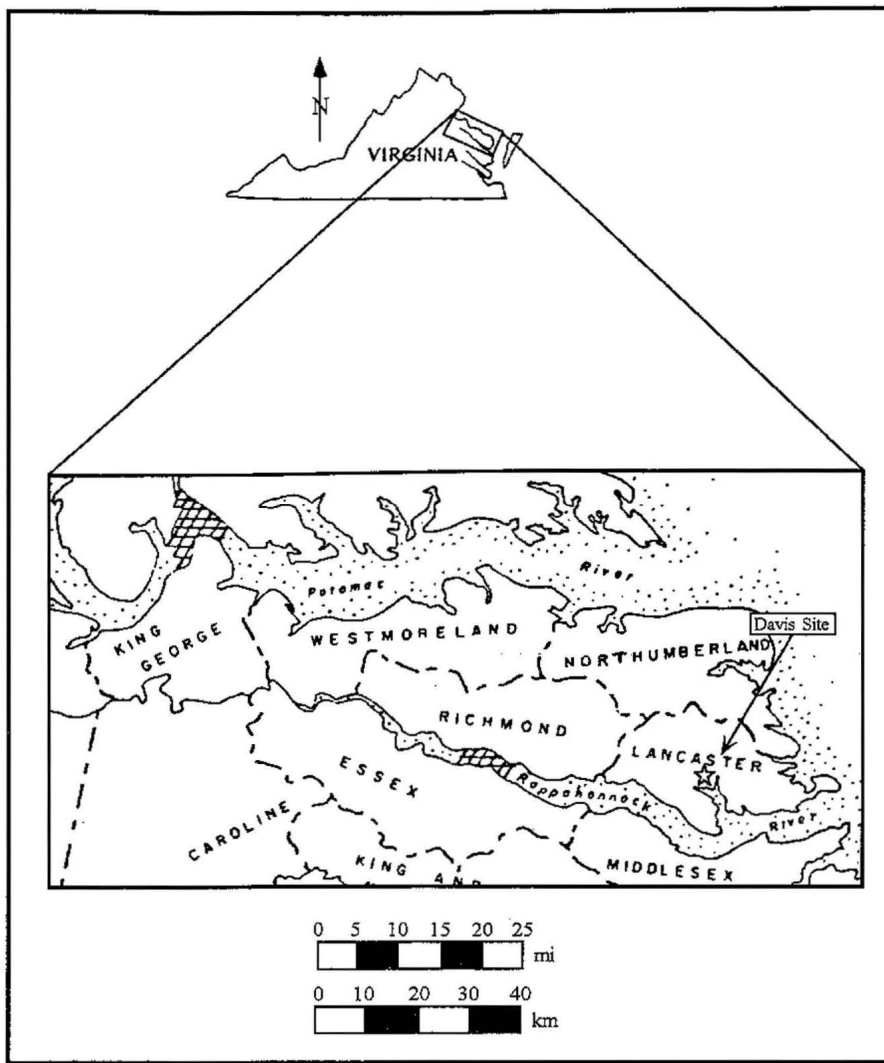 N
VIRGINIA
Potomac
River
Davis Site
KING
GEORGE
WESTMORELAND
NORTHUMBERLAND
RICHMOND
LANCASTER
ESSEX
Rappahannock
River
CAROLINE
KING AND
MIDDLESEX
0 5 10 15 20 25
mi
0 10 20 30 40
km